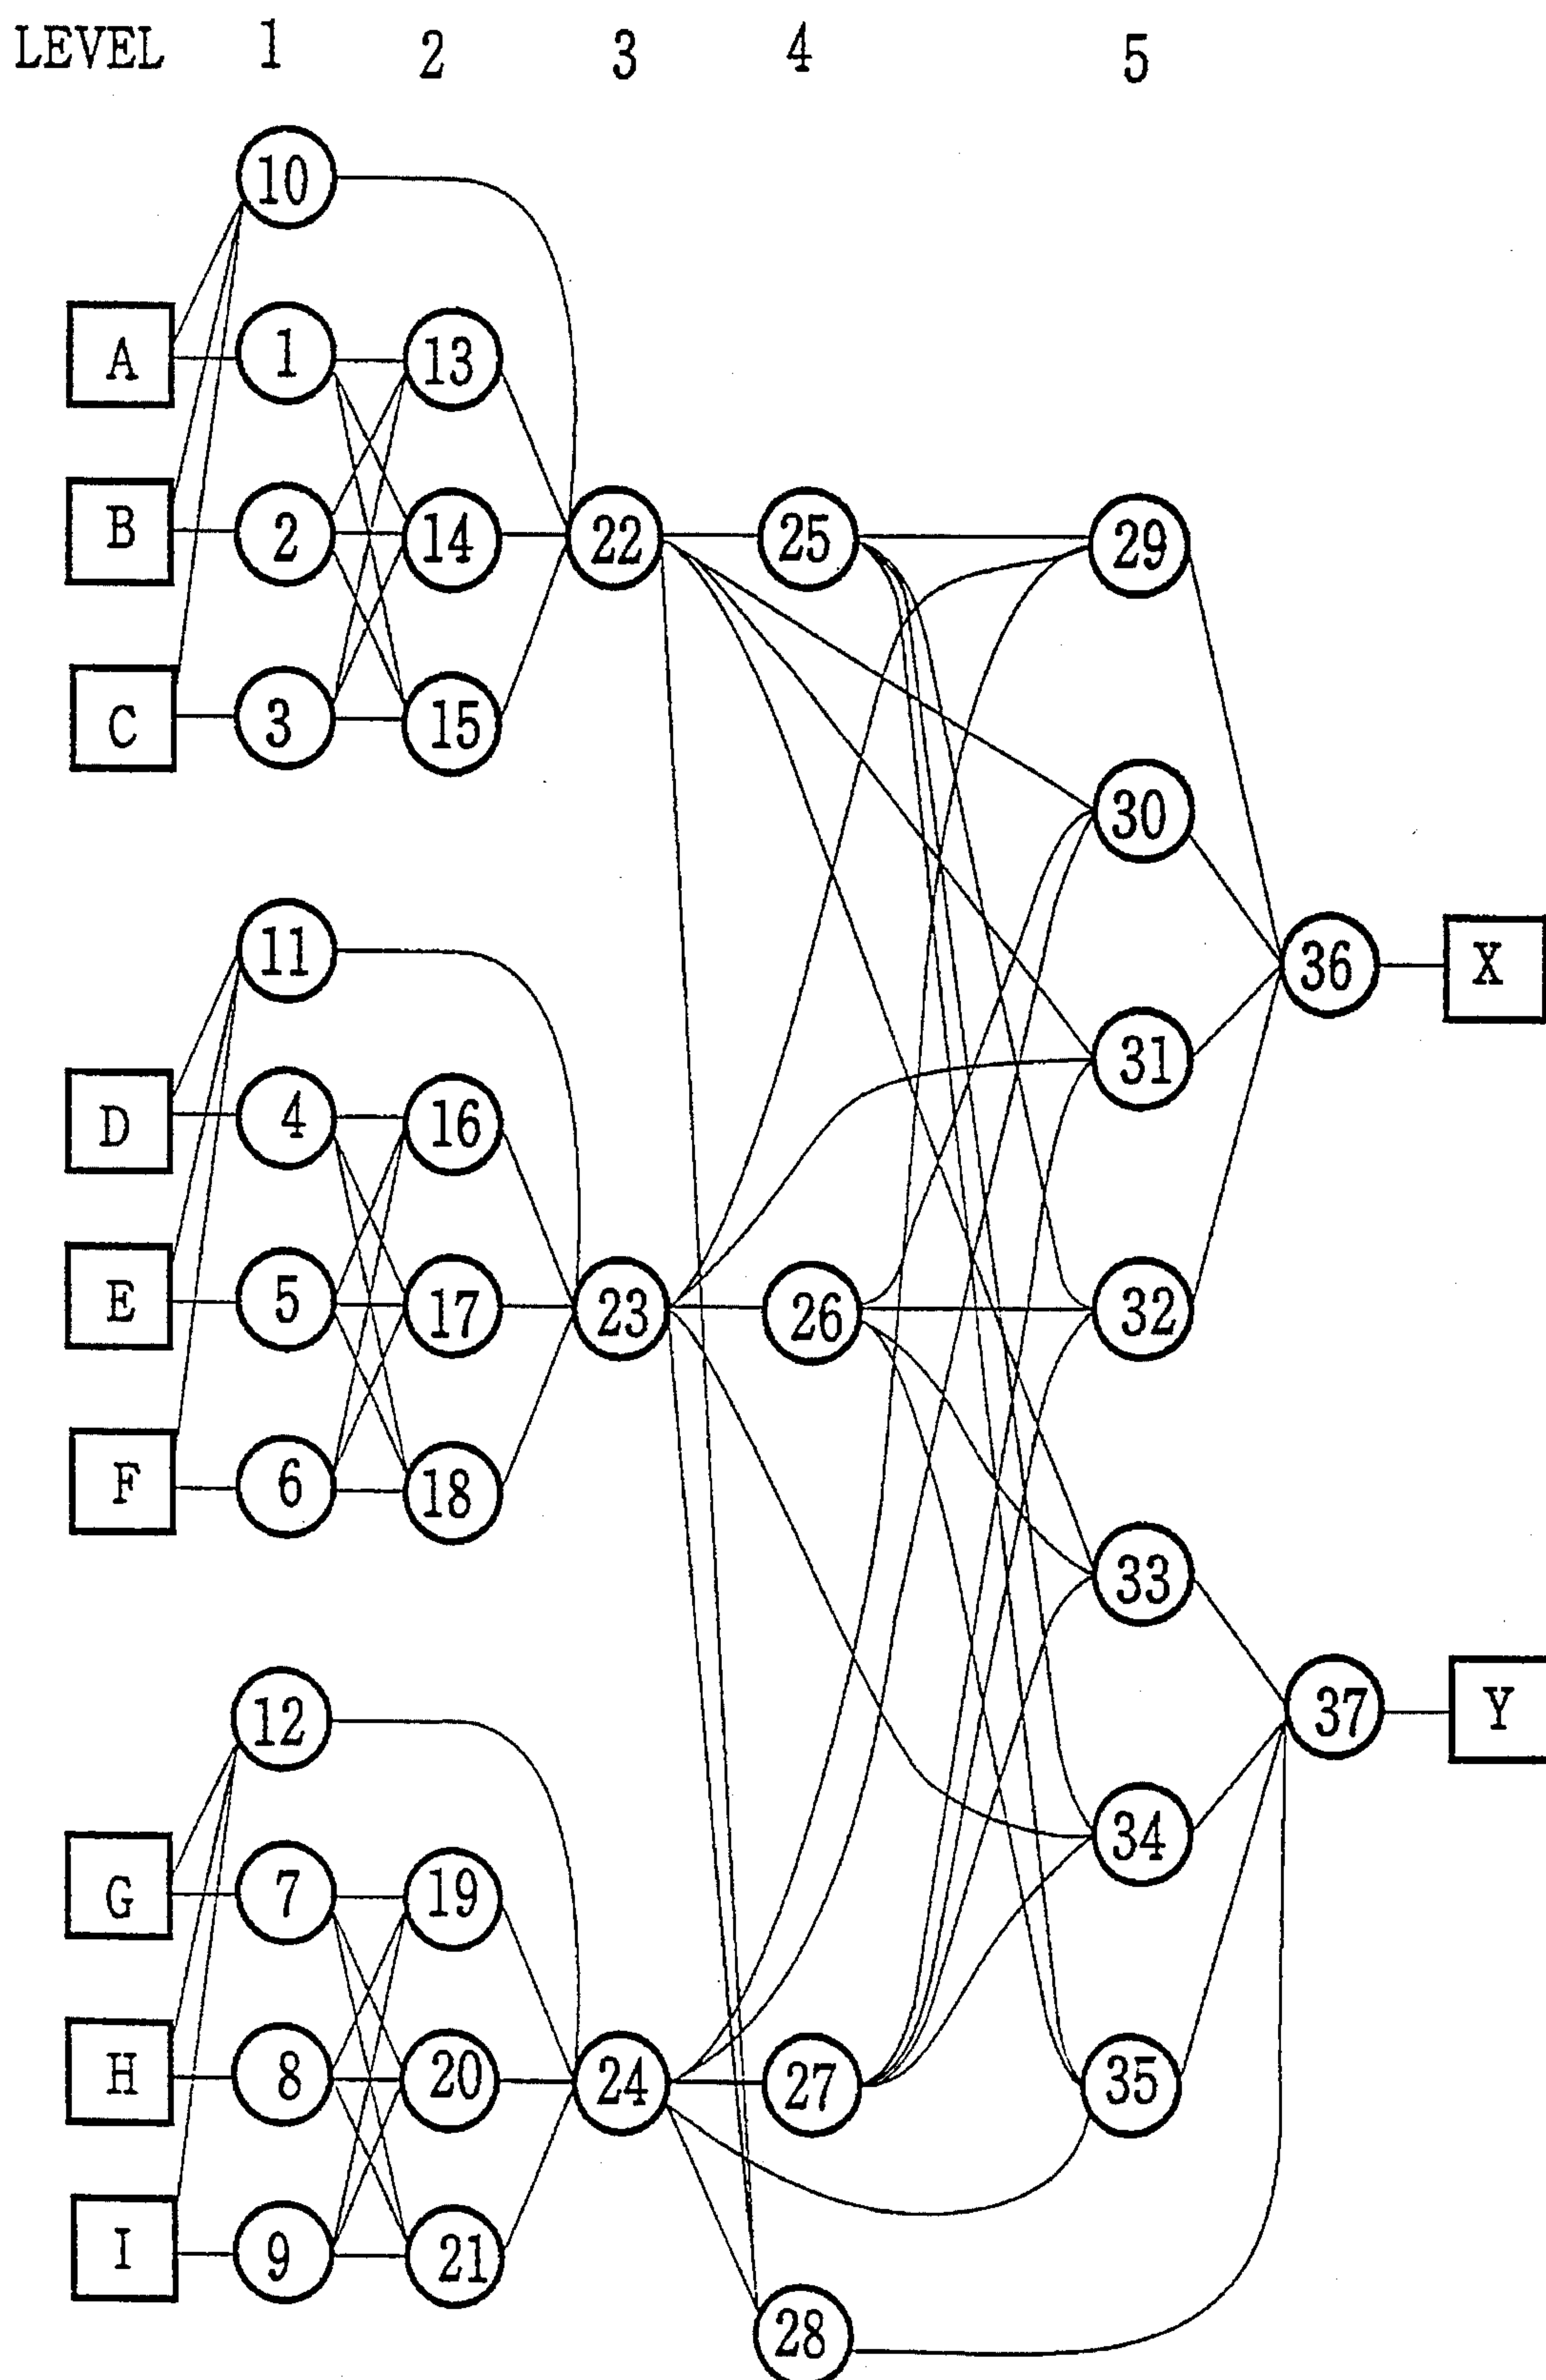 LEVEL 1 2 3 4 5
10
A 1 13
B 2 14 22 25 29
C 3 15
30
11 36 X
D 4 16 31
E 5 17 23 26 32
F 6 18
33
12 37 Y
G 7 19 34
H 8 20 24 27 35
I 9 21
28